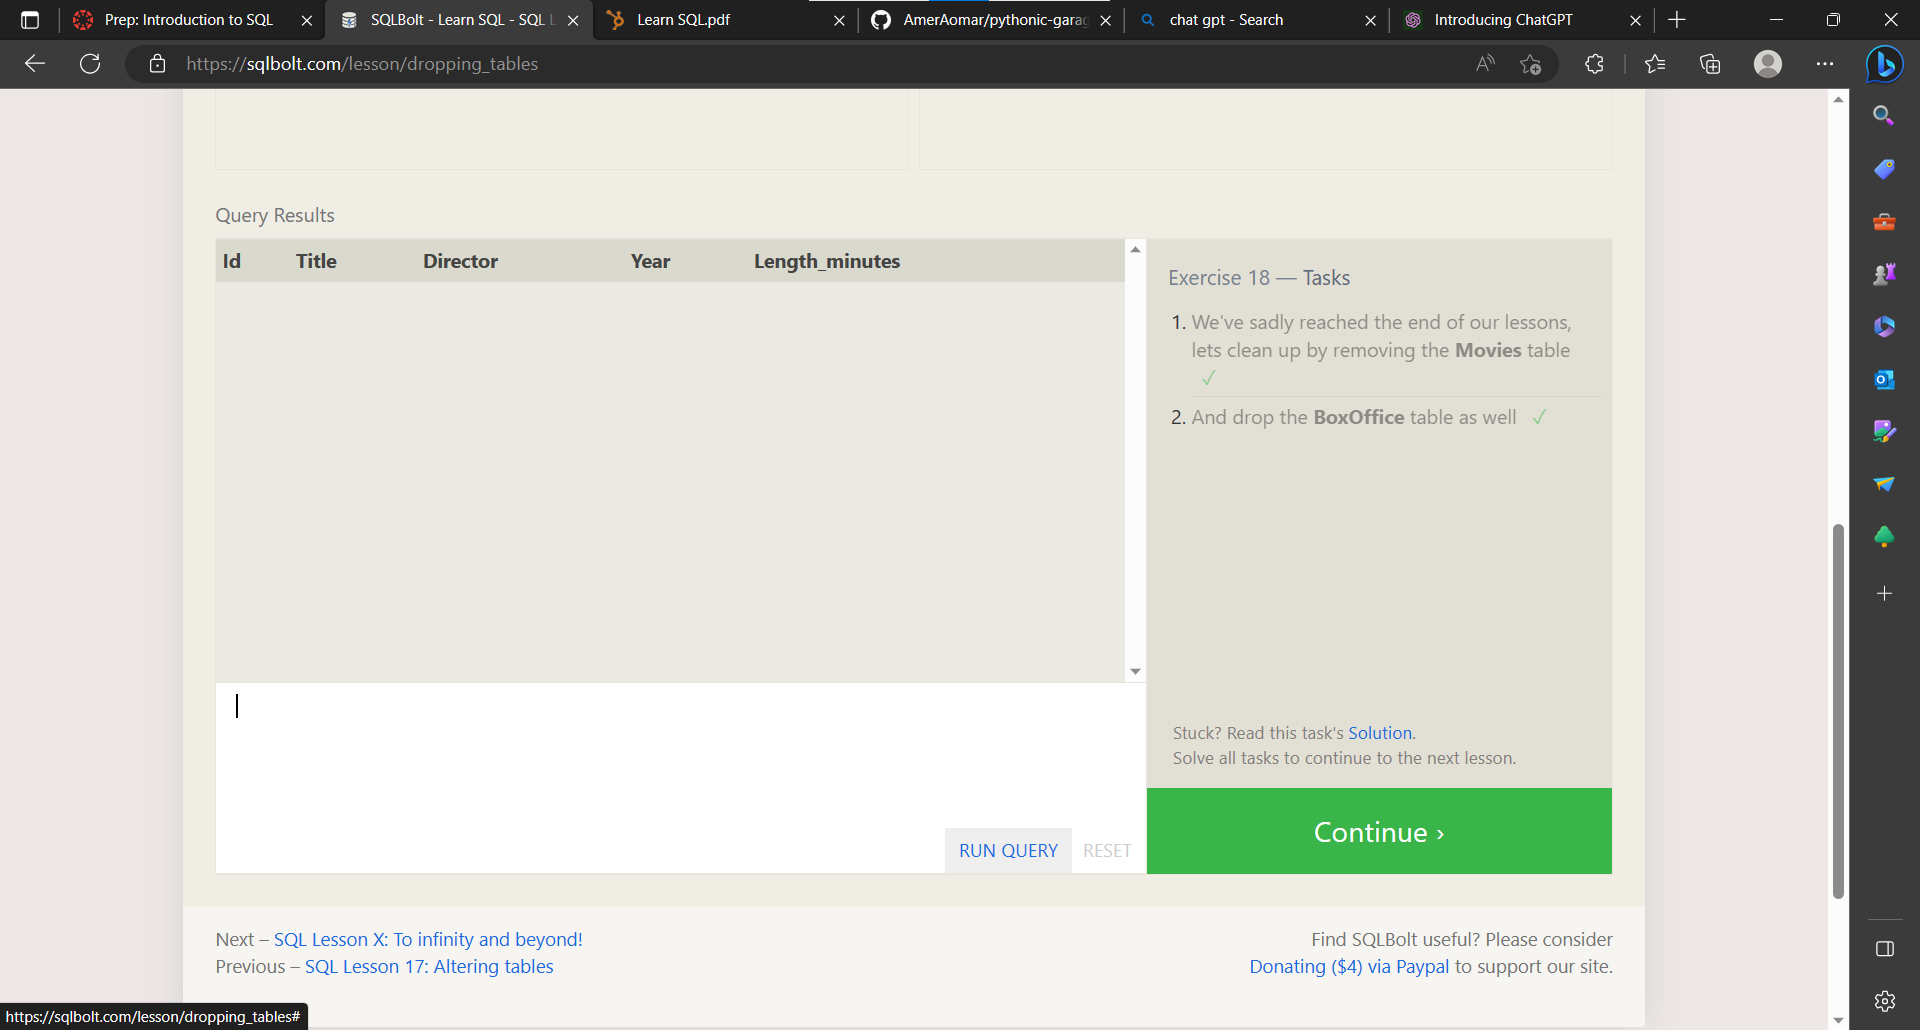 Prep: Introduction to SQL
SQLBolt - Learn SQL - SQL L
Learn SQL.pdf
AmerAomar/pythonic-garag
chat gpt - Search
Introducing ChatGPT
https://sqlbolt.com/lesson/dropping_tables
Query Results
Id Title Director Year Length_minutes
Exercise 18 — Tasks
1. We've sadly reached the end of our lessons,
lets clean up by removing the Movies table
✓
2. And drop the BoxOffice table as well ✓
Stuck? Read this task's Solution.
Solve all tasks to continue to the next lesson.
RUN QUERY RESET
Continue ›
Next – SQL Lesson X: To infinity and beyond!
Previous – SQL Lesson 17: Altering tables
Find SQLBolt useful? Please consider
Donating ($4) via Paypal to support our site.
https://sqlbolt.com/lesson/dropping_tables#